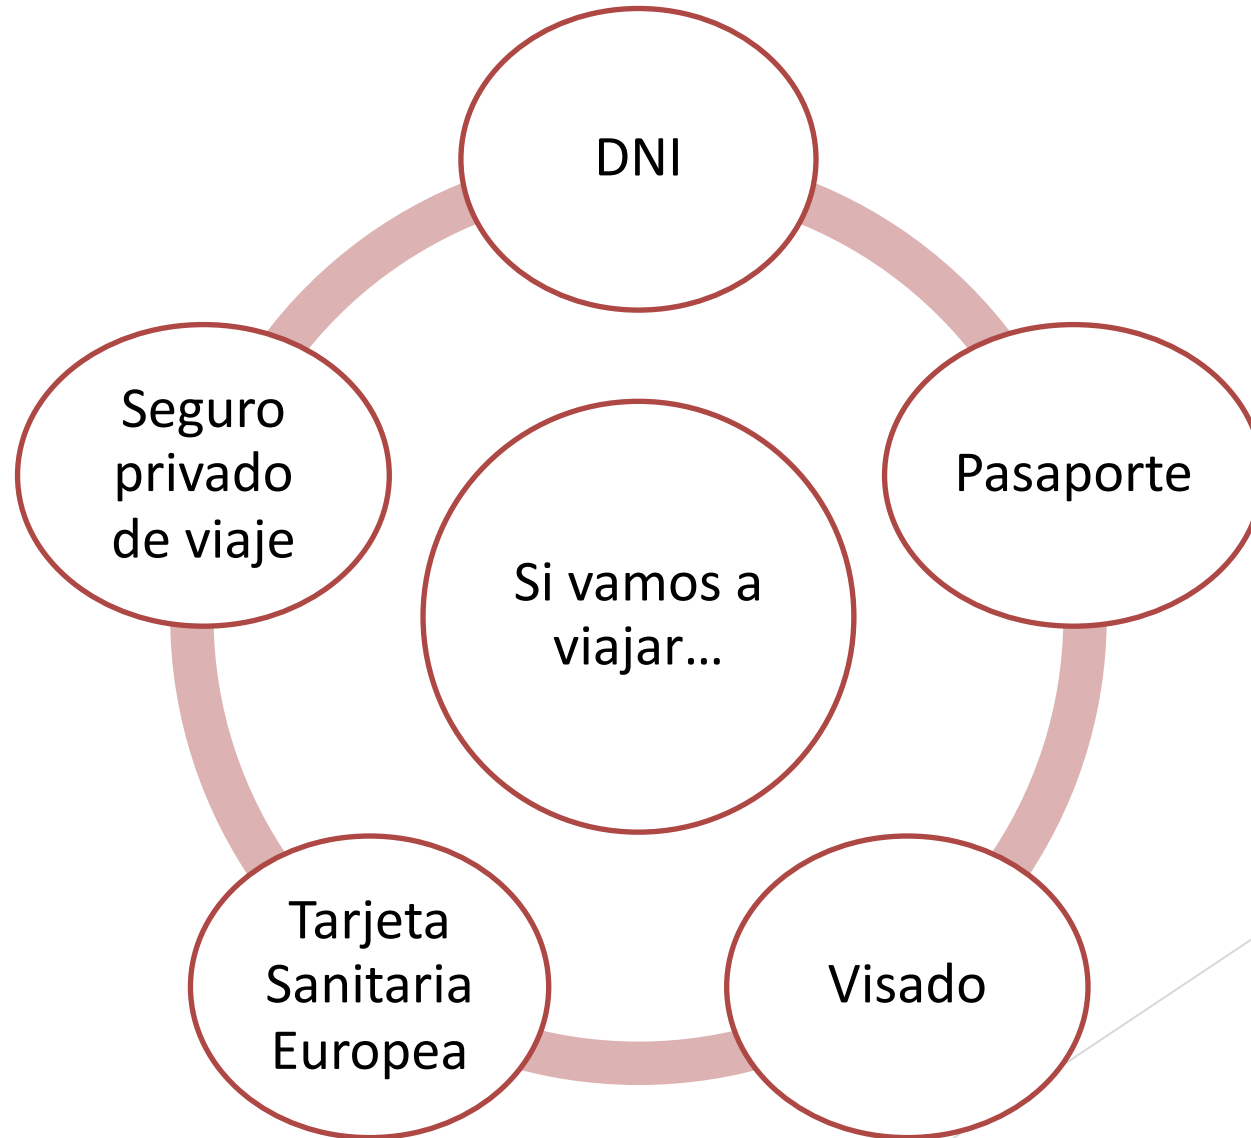 DNI
Pasaporte
Visado
Tarjeta
Sanitaria
Europea
Seguro
privado
de viaje
Si vamos a
viajar...